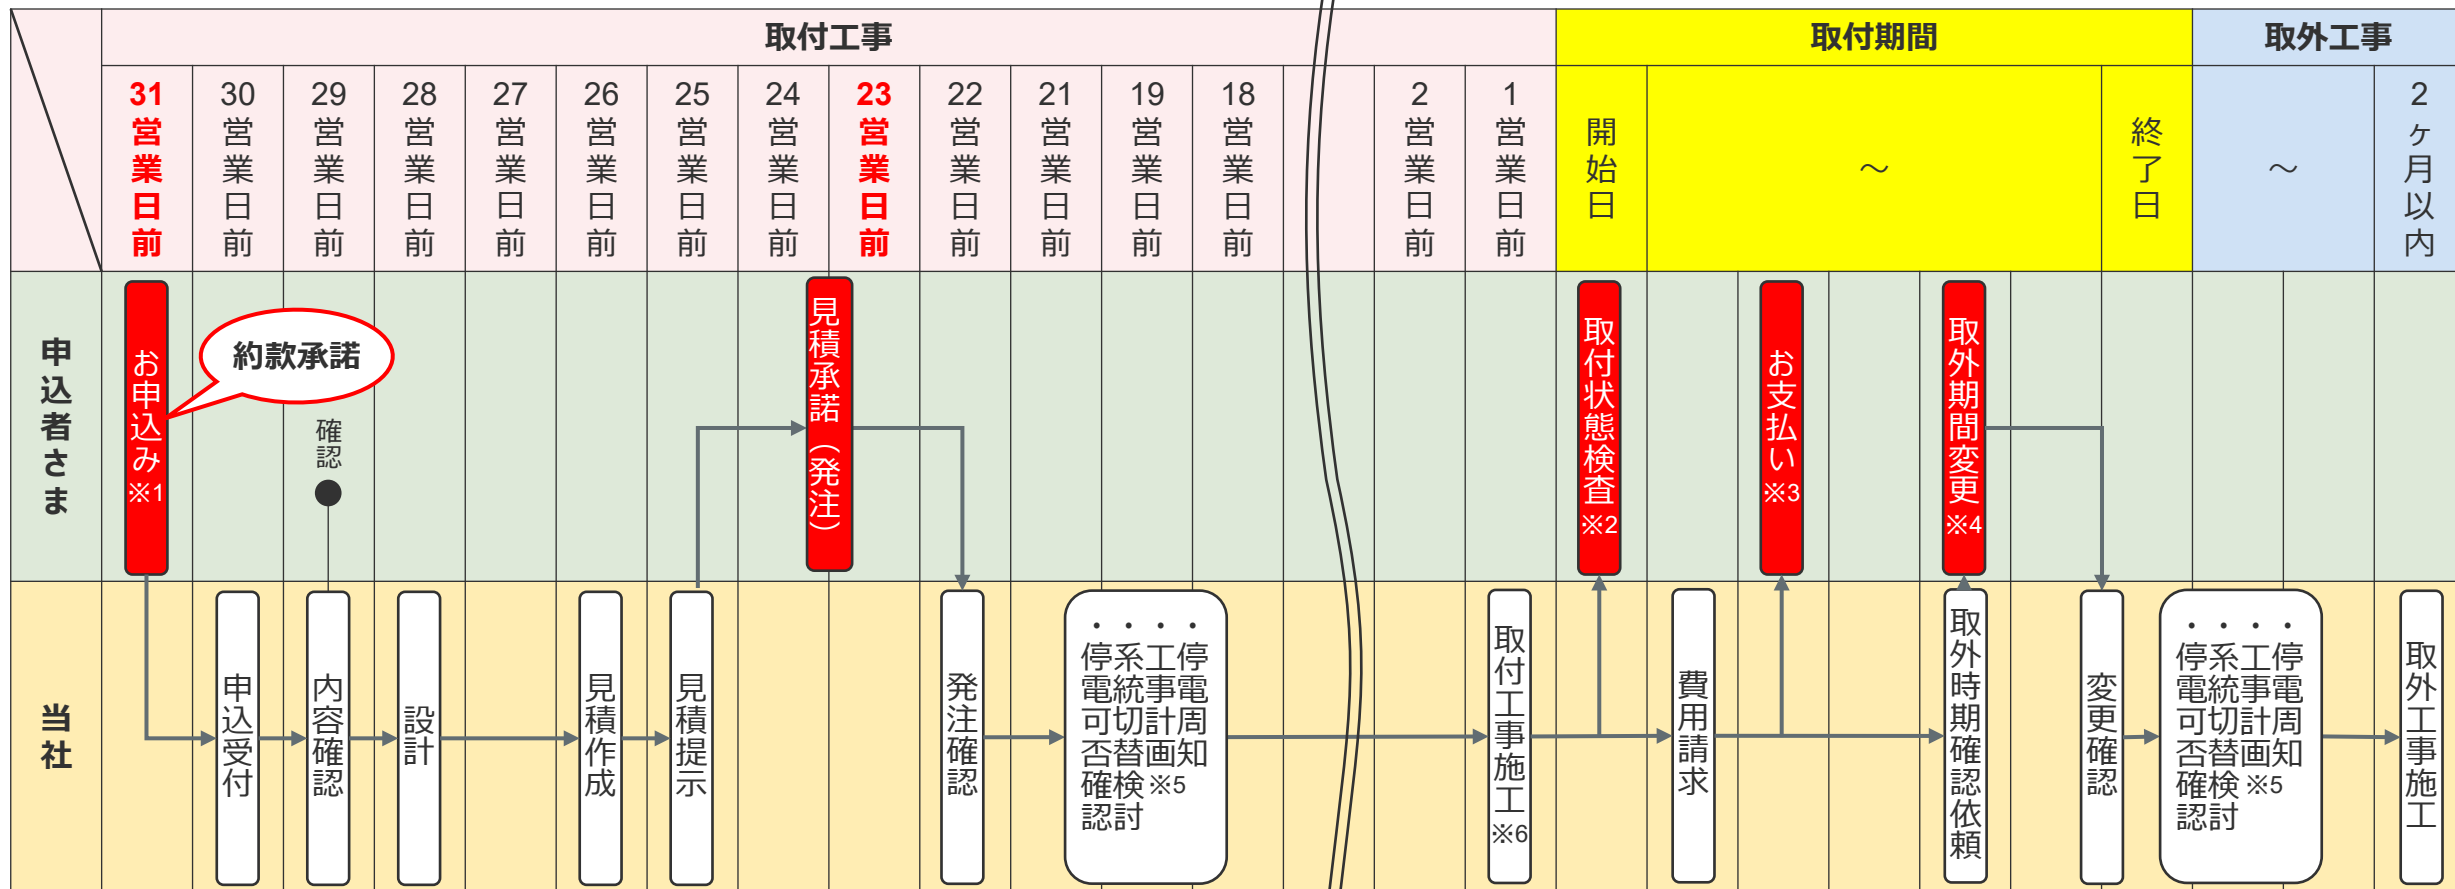 取付工事
取付期間
取外工事
31営業日前
30営業日前
29営業日前
28営業日前
27営業日前
26営業日前
25営業日前
24営業日前
23営業日前
22営業日前
21営業日前
19営業日前
18営業日前
2営業日前
1営業日前
開始日
～
終了日
～
2ヶ月以内
申込者さま
お申込み※1
約款承諾
確認
見積承諾（発注）
取付状態検査※2
お支払い※3
取外期間変更※4
当社
申込受付
内容確認
設計
見積作成
見積提示
発注確認
・停電周知
・工事計画※5
・系統切替検討
・停電可否確認
取付工事施工※6
費用請求
取外時期確認依頼
変更確認
・停電周知
・工事計画※5
・系統切替検討
・停電可否確認
取外工事施工